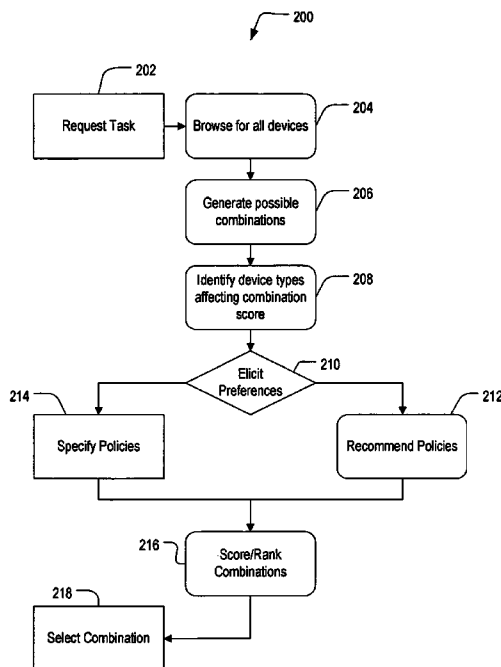 200
202
Request Task
Browse for all devices
204
Generate possible
combinations
206
Identify device types
affecting combination
score
208
Elicit
Preferences
210
214
Specify Policies
Recommend Policies
212
216
Score/Rank
Combinations
218
Select Combination